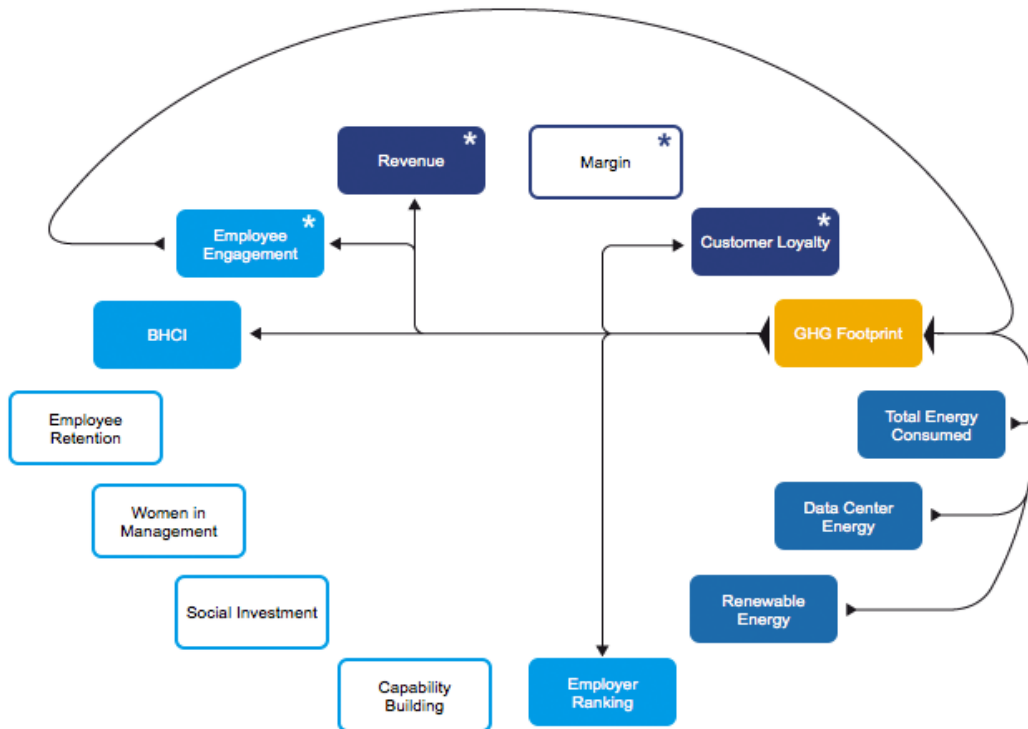 *
Revenue
*
Margin
*
Employee
Engagement
*
Customer Loyalty
BHCI
GHG Footprint
Employee
Retention
Total Energy
Consumed
Women in
Management
Data Center
Energy
Social Investment
Renewable
Energy
Capability
Building
Employer
Ranking